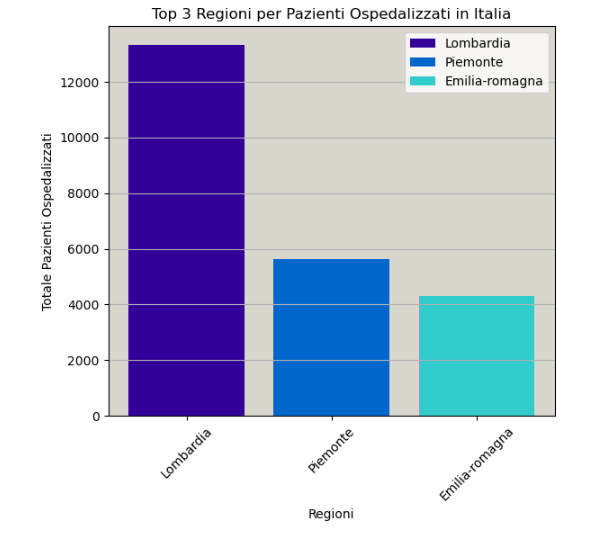 Top 3 Regioni per Pazienti Ospedalizzati in Italia
Lombardia
Piemonte
Emilia-romagna
Totale Pazienti Ospedalizzati
12000
10000
8000
6000
4000
2000
0
Lombardia
Piemonte
Emilia-romagna
Regioni